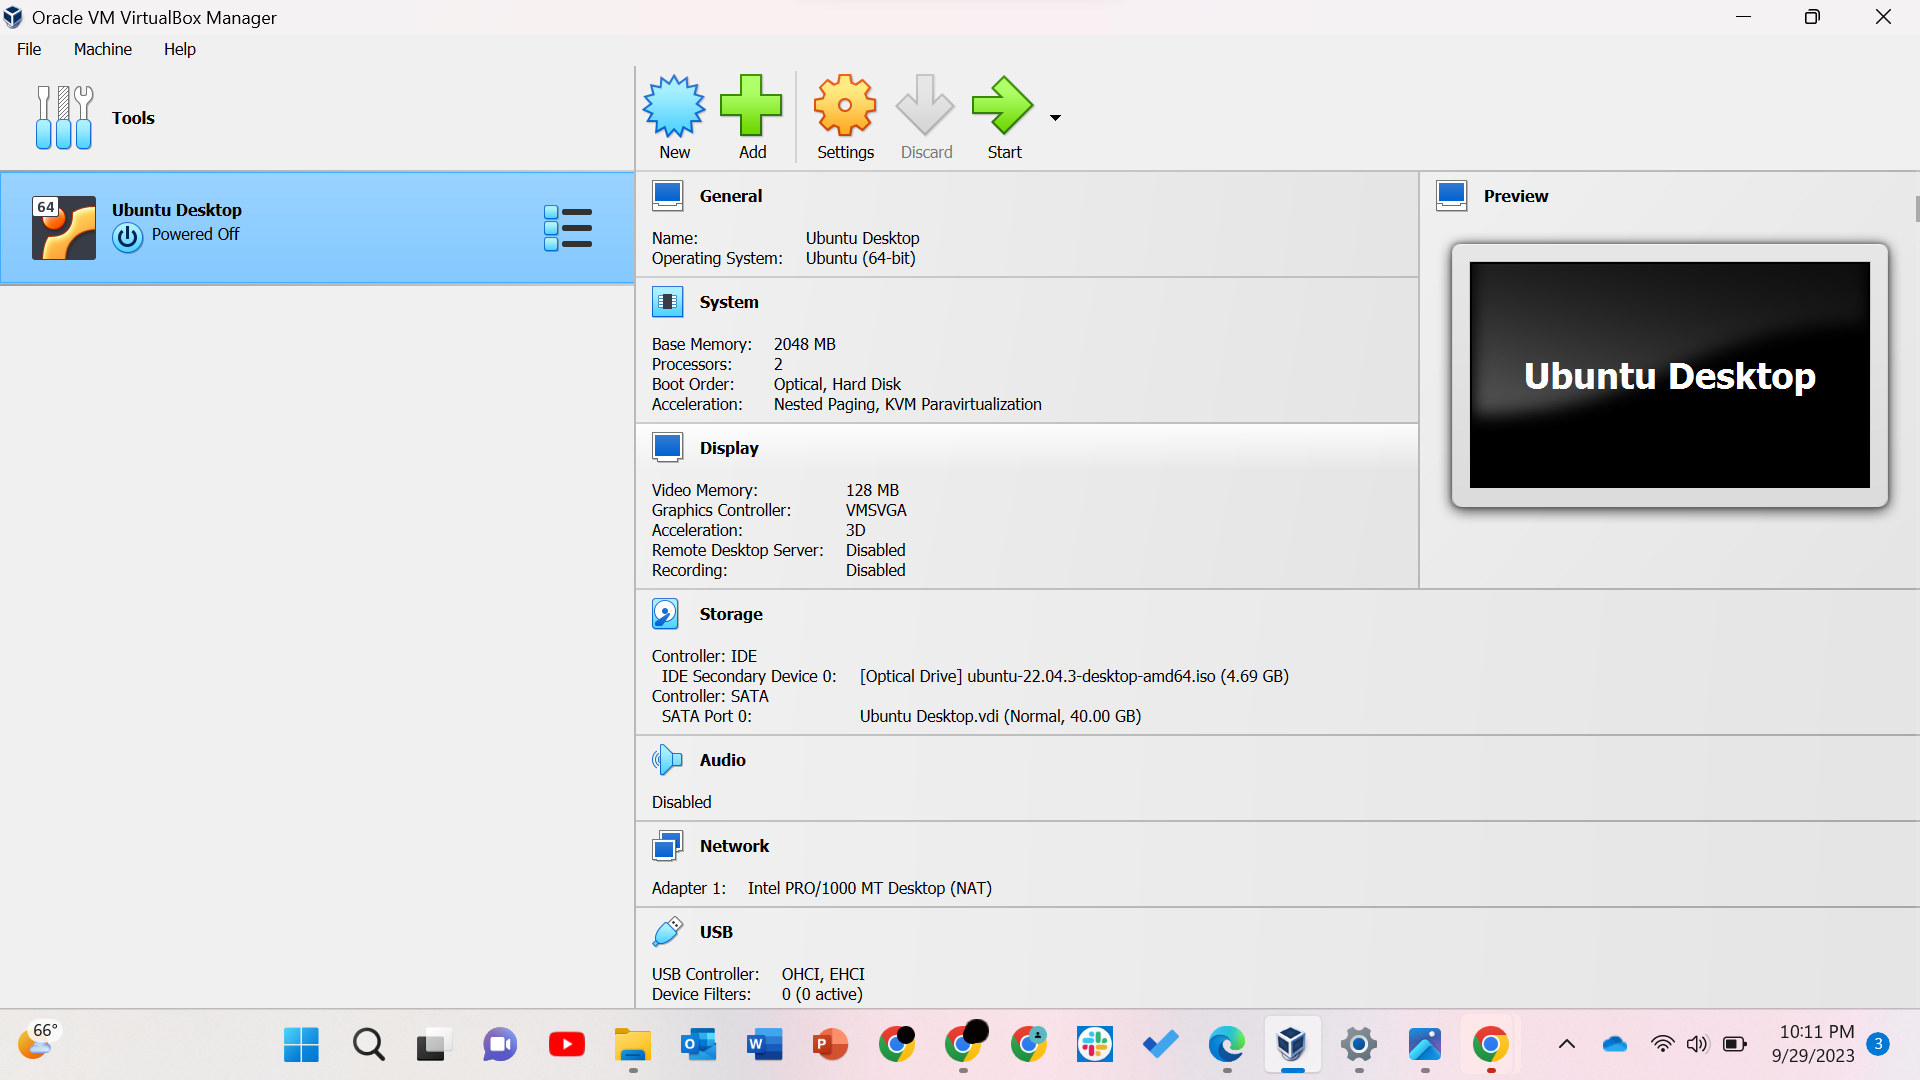 Oracle VM VirtualBox Manager
File Machine Help
Tools
New Add Settings Discard Start
64
Ubuntu Desktop
Powered Off
General
Name: Ubuntu Desktop
Operating System: Ubuntu (64-bit)
System
Base Memory: 2048 MB
Processors: 2
Boot Order: Optical, Hard Disk
Acceleration: Nested Paging, KVM Paravirtualization
Display
Video Memory: 128 MB
Graphics Controller: VMSVGA
Acceleration: 3D
Remote Desktop Server: Disabled
Recording: Disabled
Preview
Ubuntu Desktop
Storage
Controller: IDE
IDE Secondary Device 0: [Optical Drive] ubuntu-22.04.3-desktop-amd64.iso (4.69 GB)
Controller: SATA
SATA Port 0: Ubuntu Desktop.vdi (Normal, 40.00 GB)
Audio
Disabled
Network
Adapter 1: Intel PRO/1000 MT Desktop (NAT)
USB
USB Controller: OHCI, EHCI
Device Filters: 0 (0 active)
66°
W
P
10:11 PM
9/29/2023
3